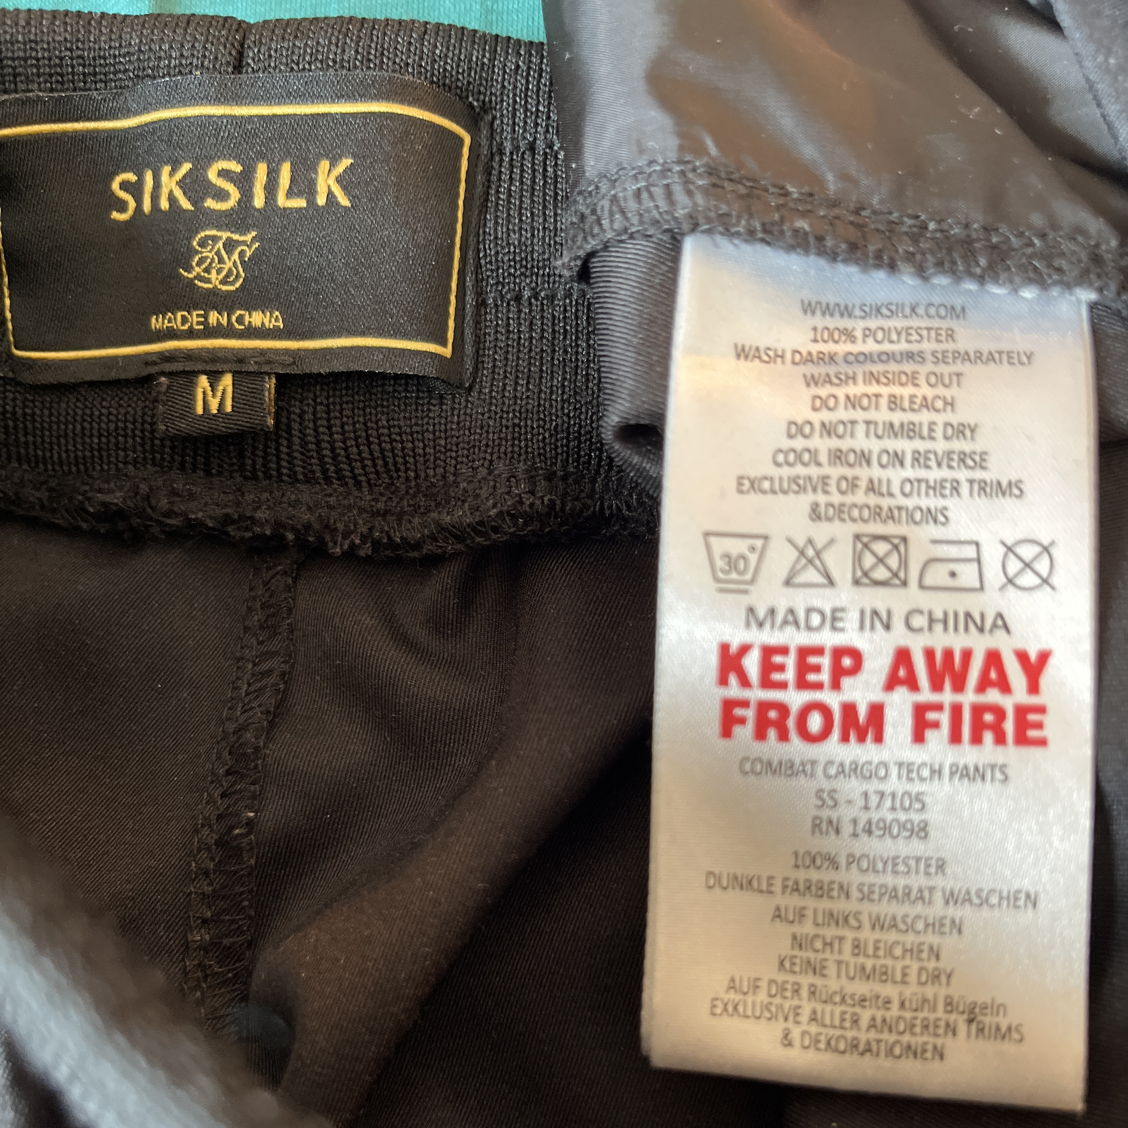 SIKSILK
MADE IN CHINA
M
WWW.SIKSILK.COM
100% POLYESTER
WASH DARK COLOURS SEPARATELY
WASH INSIDE OUT
DO NOT BLEACH
DO NOT TUMBLE DRY
COOL IRON ON REVERSE
EXCLUSIVE OF ALL OTHER TRIMS
&DECORATIONS
30°
MADE IN CHINA
KEEP AWAY
FROM FIRE
COMBAT CARGO TECH PANTS
SS - 17105
RN 149098
100% POLYESTER
DUNKLE FARBEN SEPARAT WASCHEN
AUF LINKS WASCHEN
NICHT BLEICHEN
KEINE TUMBLE DRY
AUF DER Rückseite kühl Bügeln
EXKLUSIVE ALLER ANDEREN TRIMS
& DEKORATIONEN